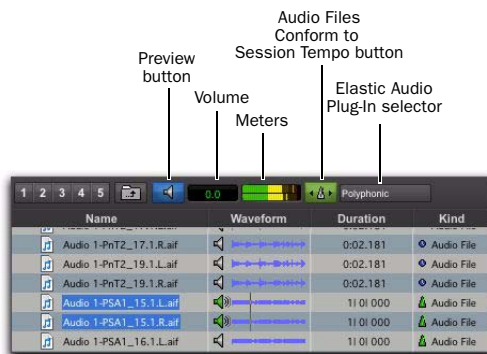 Audio Files
Conform to
Session Tempo button
Preview
button
Elastic Audio
Plug-In selector
Volume
Meters
1 2 3 4 5 0.0 Polyphonic
Name Waveform Duration Kind
Audio 1-PnT2_17.1.R.aif 0:02.181 Audio File
Audio 1-PnT2_19.1.L.aif 0:02.181 Audio File
Audio 1-PnT2_19.1.R.aif 0:02.181 Audio File
Audio 1-PSA1_15.1.L.aif 1| 0| 000 Audio File
Audio 1-PSA1_15.1.R.aif 1| 0| 000 Audio File
Audio 1-PSA1_16.1.L.aif 1| 0| 000 Audio File